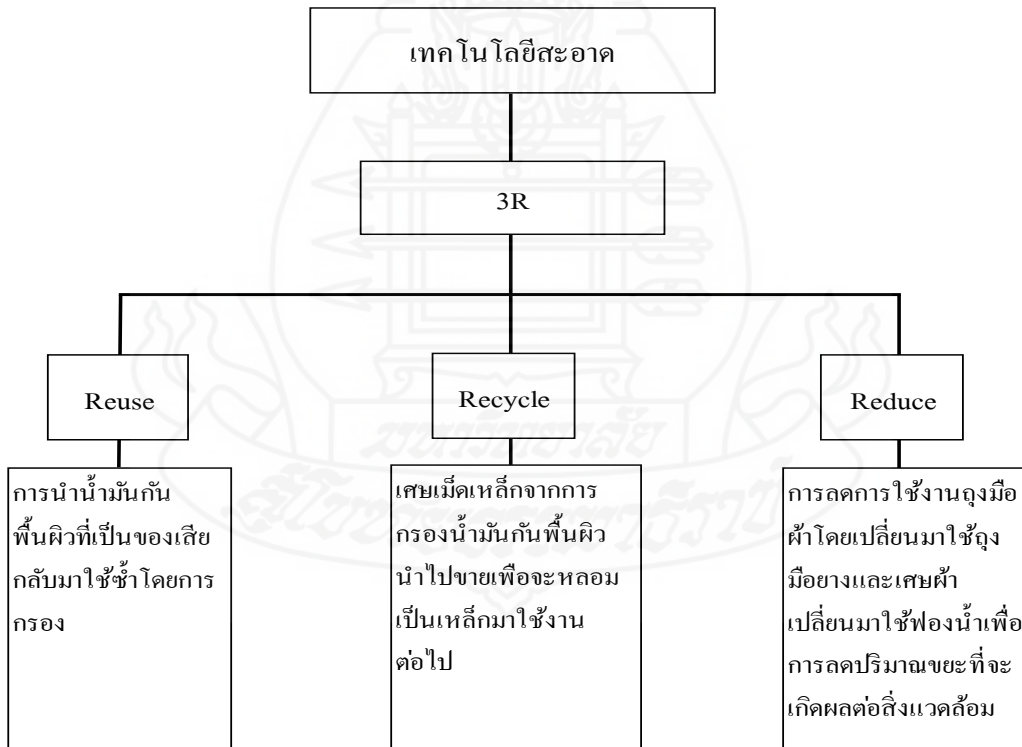 เทคโนโลยีสะอาด
3R
Reuse
Recycle
Reduce
การนำน้ำมันกัน
พื้นผิวที่เป็นของเสีย
กลับมาใช้ซ้ำโดยการ
กรอง
เศษเม็ดเหล็กจากการ
กรองน้ำมันกันพื้นผิว
นำไปขายเพื่อจะหลอม
เป็นเหล็กมาใช้งาน
ต่อไป
การลดการใช้งานถุงมือ
ผ้าโดยเปลี่ยนมาใช้ถุง
มือยางและเศษผ้า
เปลี่ยนมาใช้ฟองน้ำเพื่อ
การลดปริมาณขยะที่จะ
เกิดผลต่อสิ่งแวดล้อม